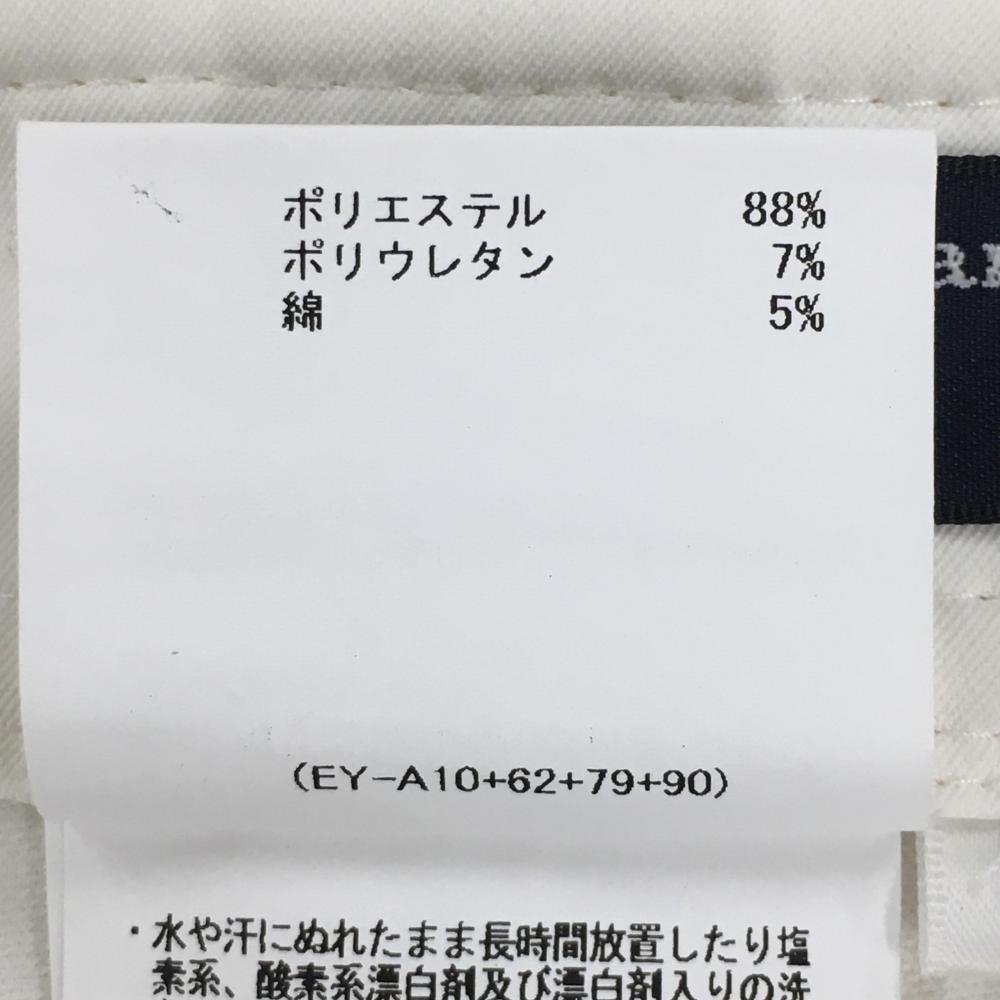 ポリエステル 88%
ポリウレタン 7%
綿 5%
(EY-A10+62+79+90)
・水や汗にぬれたまま長時間放置したり塩
素系、酸素系漂白剤及び漂白剤入りの洗